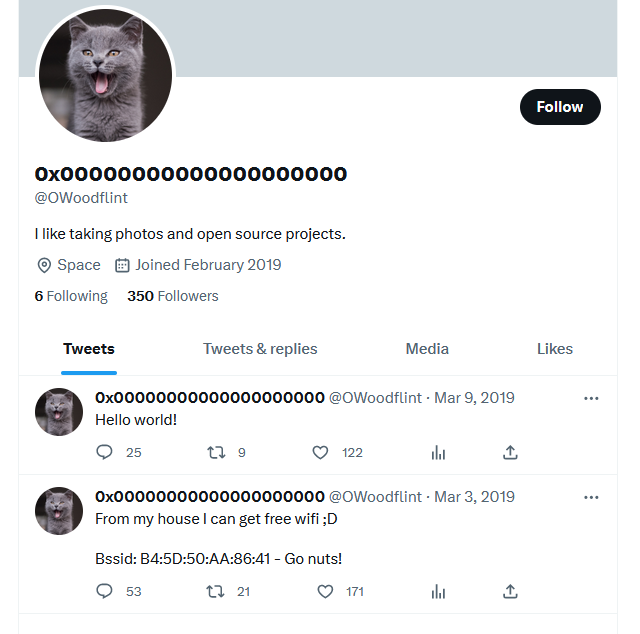 Follow
0x00000000000000000000
@OWoodflint
I like taking photos and open source projects.
Space Joined February 2019
6 Following 350 Followers
Tweets Tweets & replies Media Likes
0x00000000000000000000 @OWoodflint · Mar 9, 2019
Hello world!
25 9 122
0x00000000000000000000 @OWoodflint · Mar 3, 2019
From my house I can get free wifi ;D
Bssid: B4:5D:50:AA:86:41 - Go nuts!
53 21 171